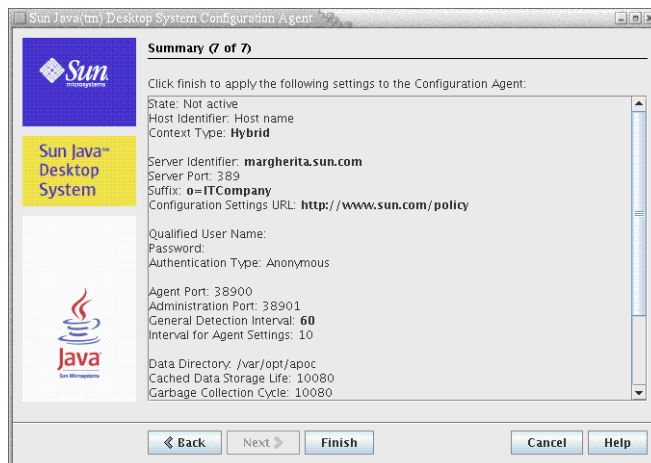 Sun Java(tm) Desktop System Configuration Agent
Sun
microsystems
Sun Java™
Desktop
System
Java
Sun Microsystems
Summary (7 of 7)
Click finish to apply the following settings to the Configuration Agent:
State: Not active
Host Identifier: Host name
Context Type: Hybrid
Server Identifier: margherita.sun.com
Server Port: 389
Suffix: o=ITCompany
Configuration Settings URL: http://www.sun.com/policy
Qualified User Name:
Password:
Authentication Type: Anonymous
Agent Port: 38900
Administration Port: 38901
General Detection Interval: 60
Interval for Agent Settings: 10
Data Directory: /var/opt/apoc
Cached Data Storage Life: 10080
Garbage Collection Cycle: 10080
Back
Next
Finish
Cancel
Help